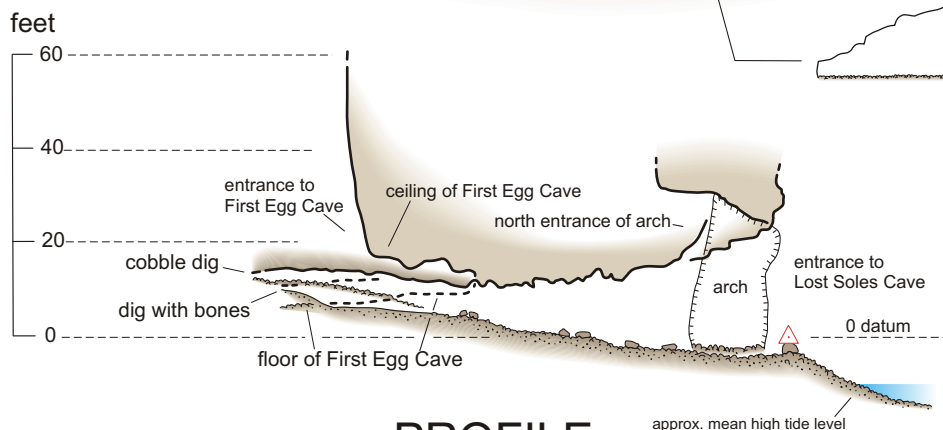 feet
60
40
20
0
entrance to
First Egg Cave
ceiling of First Egg Cave
north entrance of arch
cobble dig
dig with bones
floor of First Egg Cave
arch
entrance to
Lost Soles Cave
0 datum
approx. mean high tide level
PROFILE